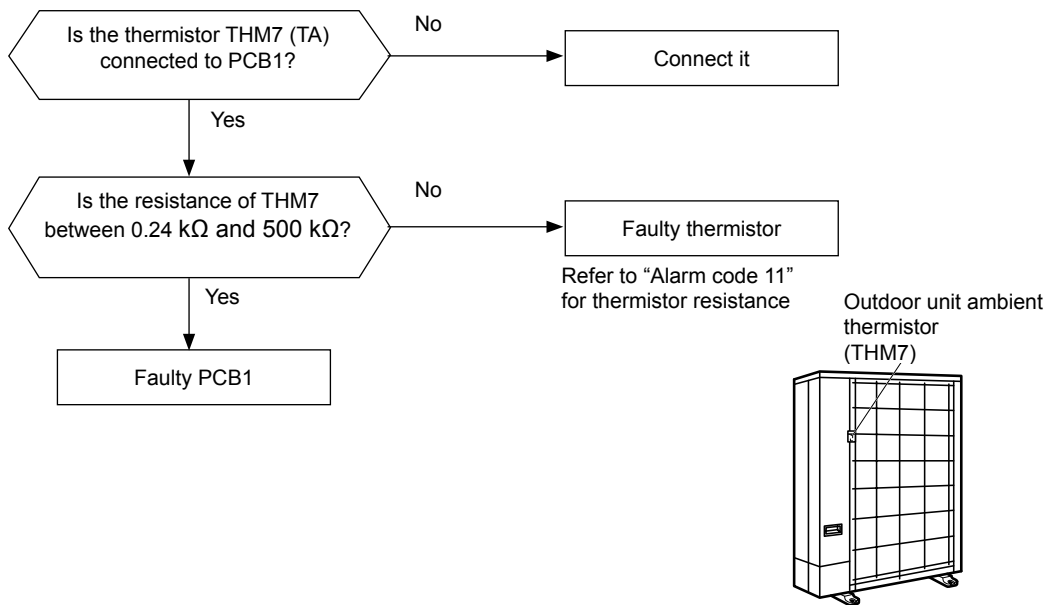 Is the thermistor THM7 (TA)
connected to PCB1?
No
Connect it
Yes
Is the resistance of THM7
between 0.24 kΩ and 500 kΩ?
No
Faulty thermistor
Refer to “Alarm code 11”
for thermistor resistance
Yes
Faulty PCB1
Outdoor unit ambient
thermistor
(THM7)